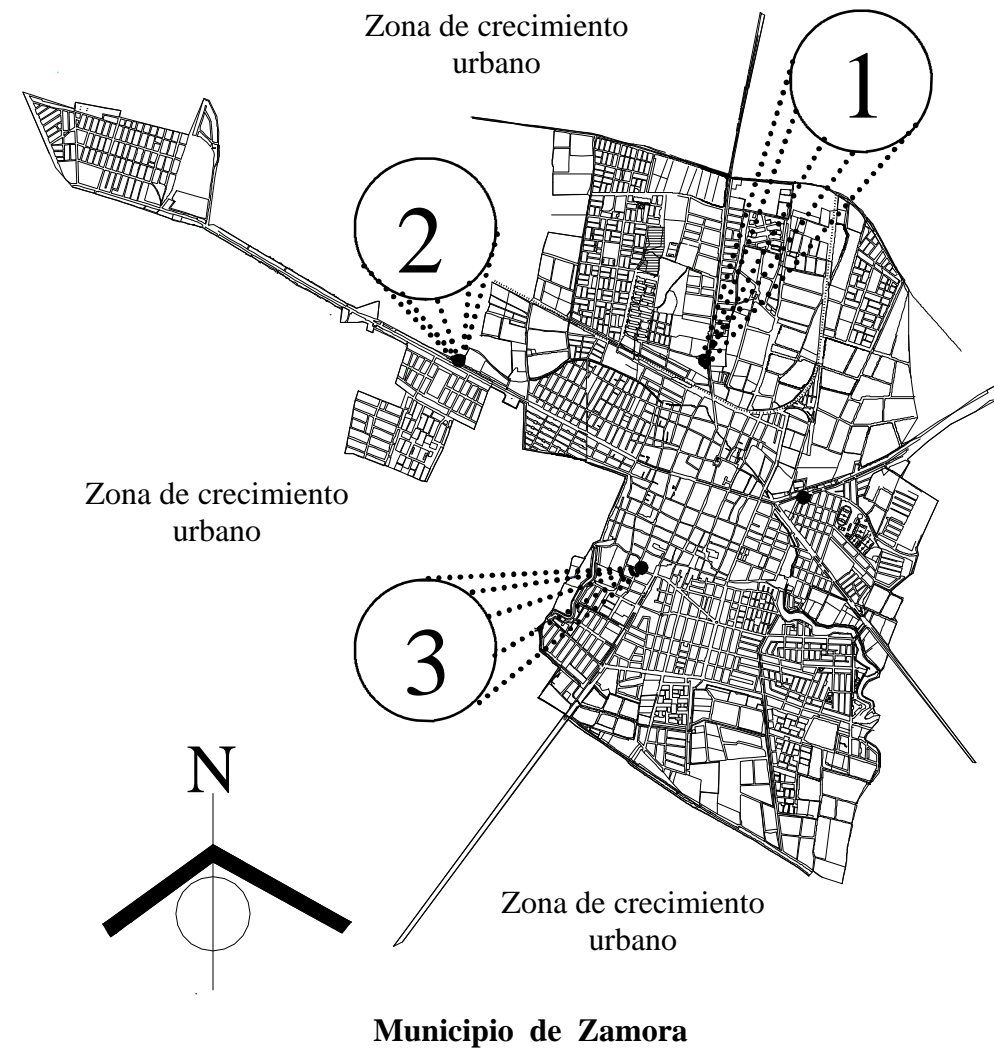 Zona de crecimiento
urbano
1
2
Zona de crecimiento
urbano
3
N
Zona de crecimiento
urbano
Municipio de Zamora